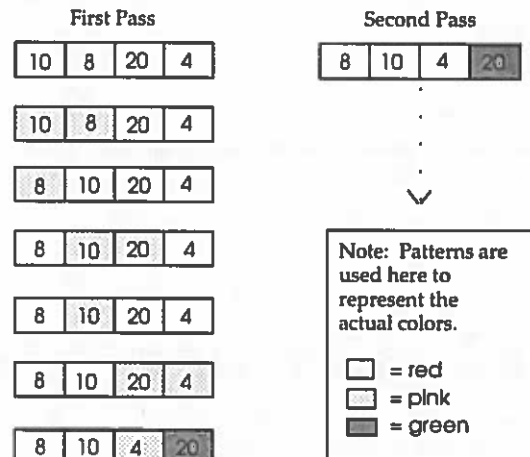 First Pass
10 8 20 4
10 8 20 4
8 10 20 4
8 10 20 4
8 10 20 4
8 10 20 4
8 10 4 20
Second Pass
8 10 4 20
Note: Patterns are
used here to
represent the
actual colors.
= red
= pink
= green